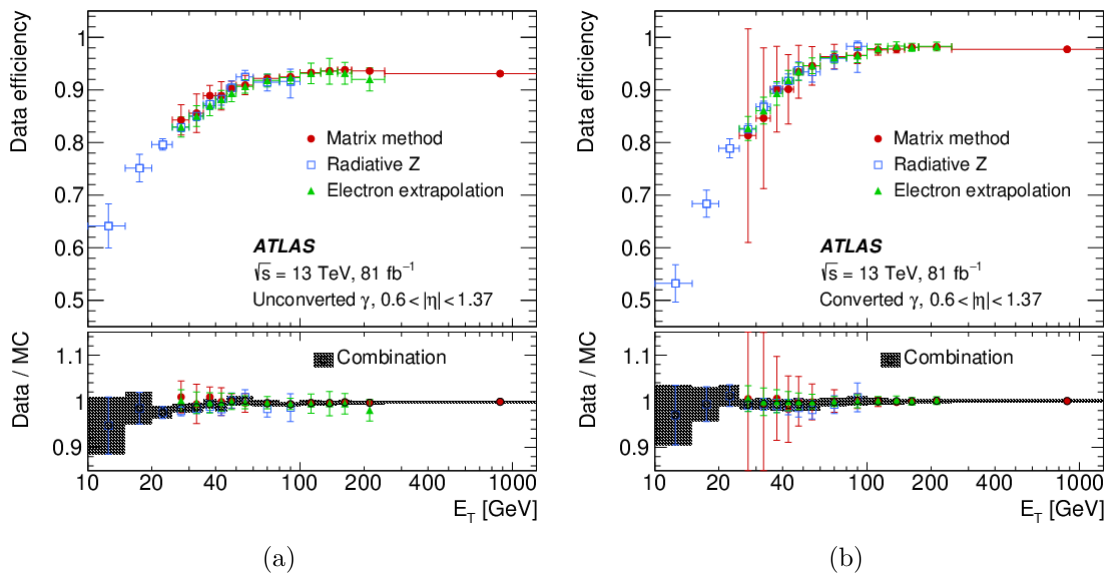 Data efficiency
1
0.9
0.8
0.7
0.6
0.5
Matrix method
Radiative Z
Electron extrapolation
ATLAS
√s = 13 TeV, 81 fb⁻¹
Unconverted γ, 0.6<|η|<1.37
Data / MC
1.1
1
0.9
Combination
10 20 40 100 200 1000
E_T [GeV]
(a)
Data efficiency
1
0.9
0.8
0.7
0.6
0.5
Matrix method
Radiative Z
Electron extrapolation
ATLAS
√s = 13 TeV, 81 fb⁻¹
Converted γ, 0.6<|η|<1.37
Data / MC
1.1
1
0.9
Combination
10 20 40 100 200 1000
E_T [GeV]
(b)